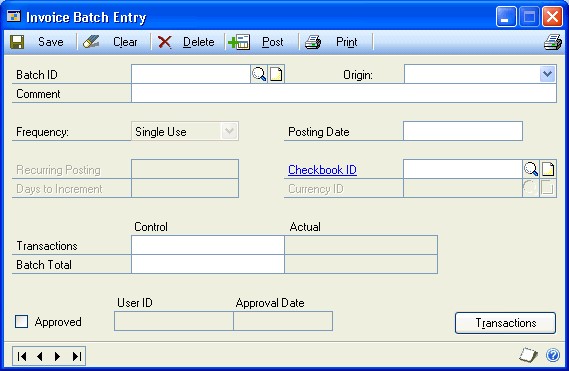 Invoice Batch Entry
Save Clear Delete Post Print
Batch ID Origin:
Comment
Frequency: Single Use Posting Date
Recurring Posting Checkbook ID
Days to Increment Currency ID
Control Actual
Transactions
Batch Total
User ID Approval Date
Approved Transactions